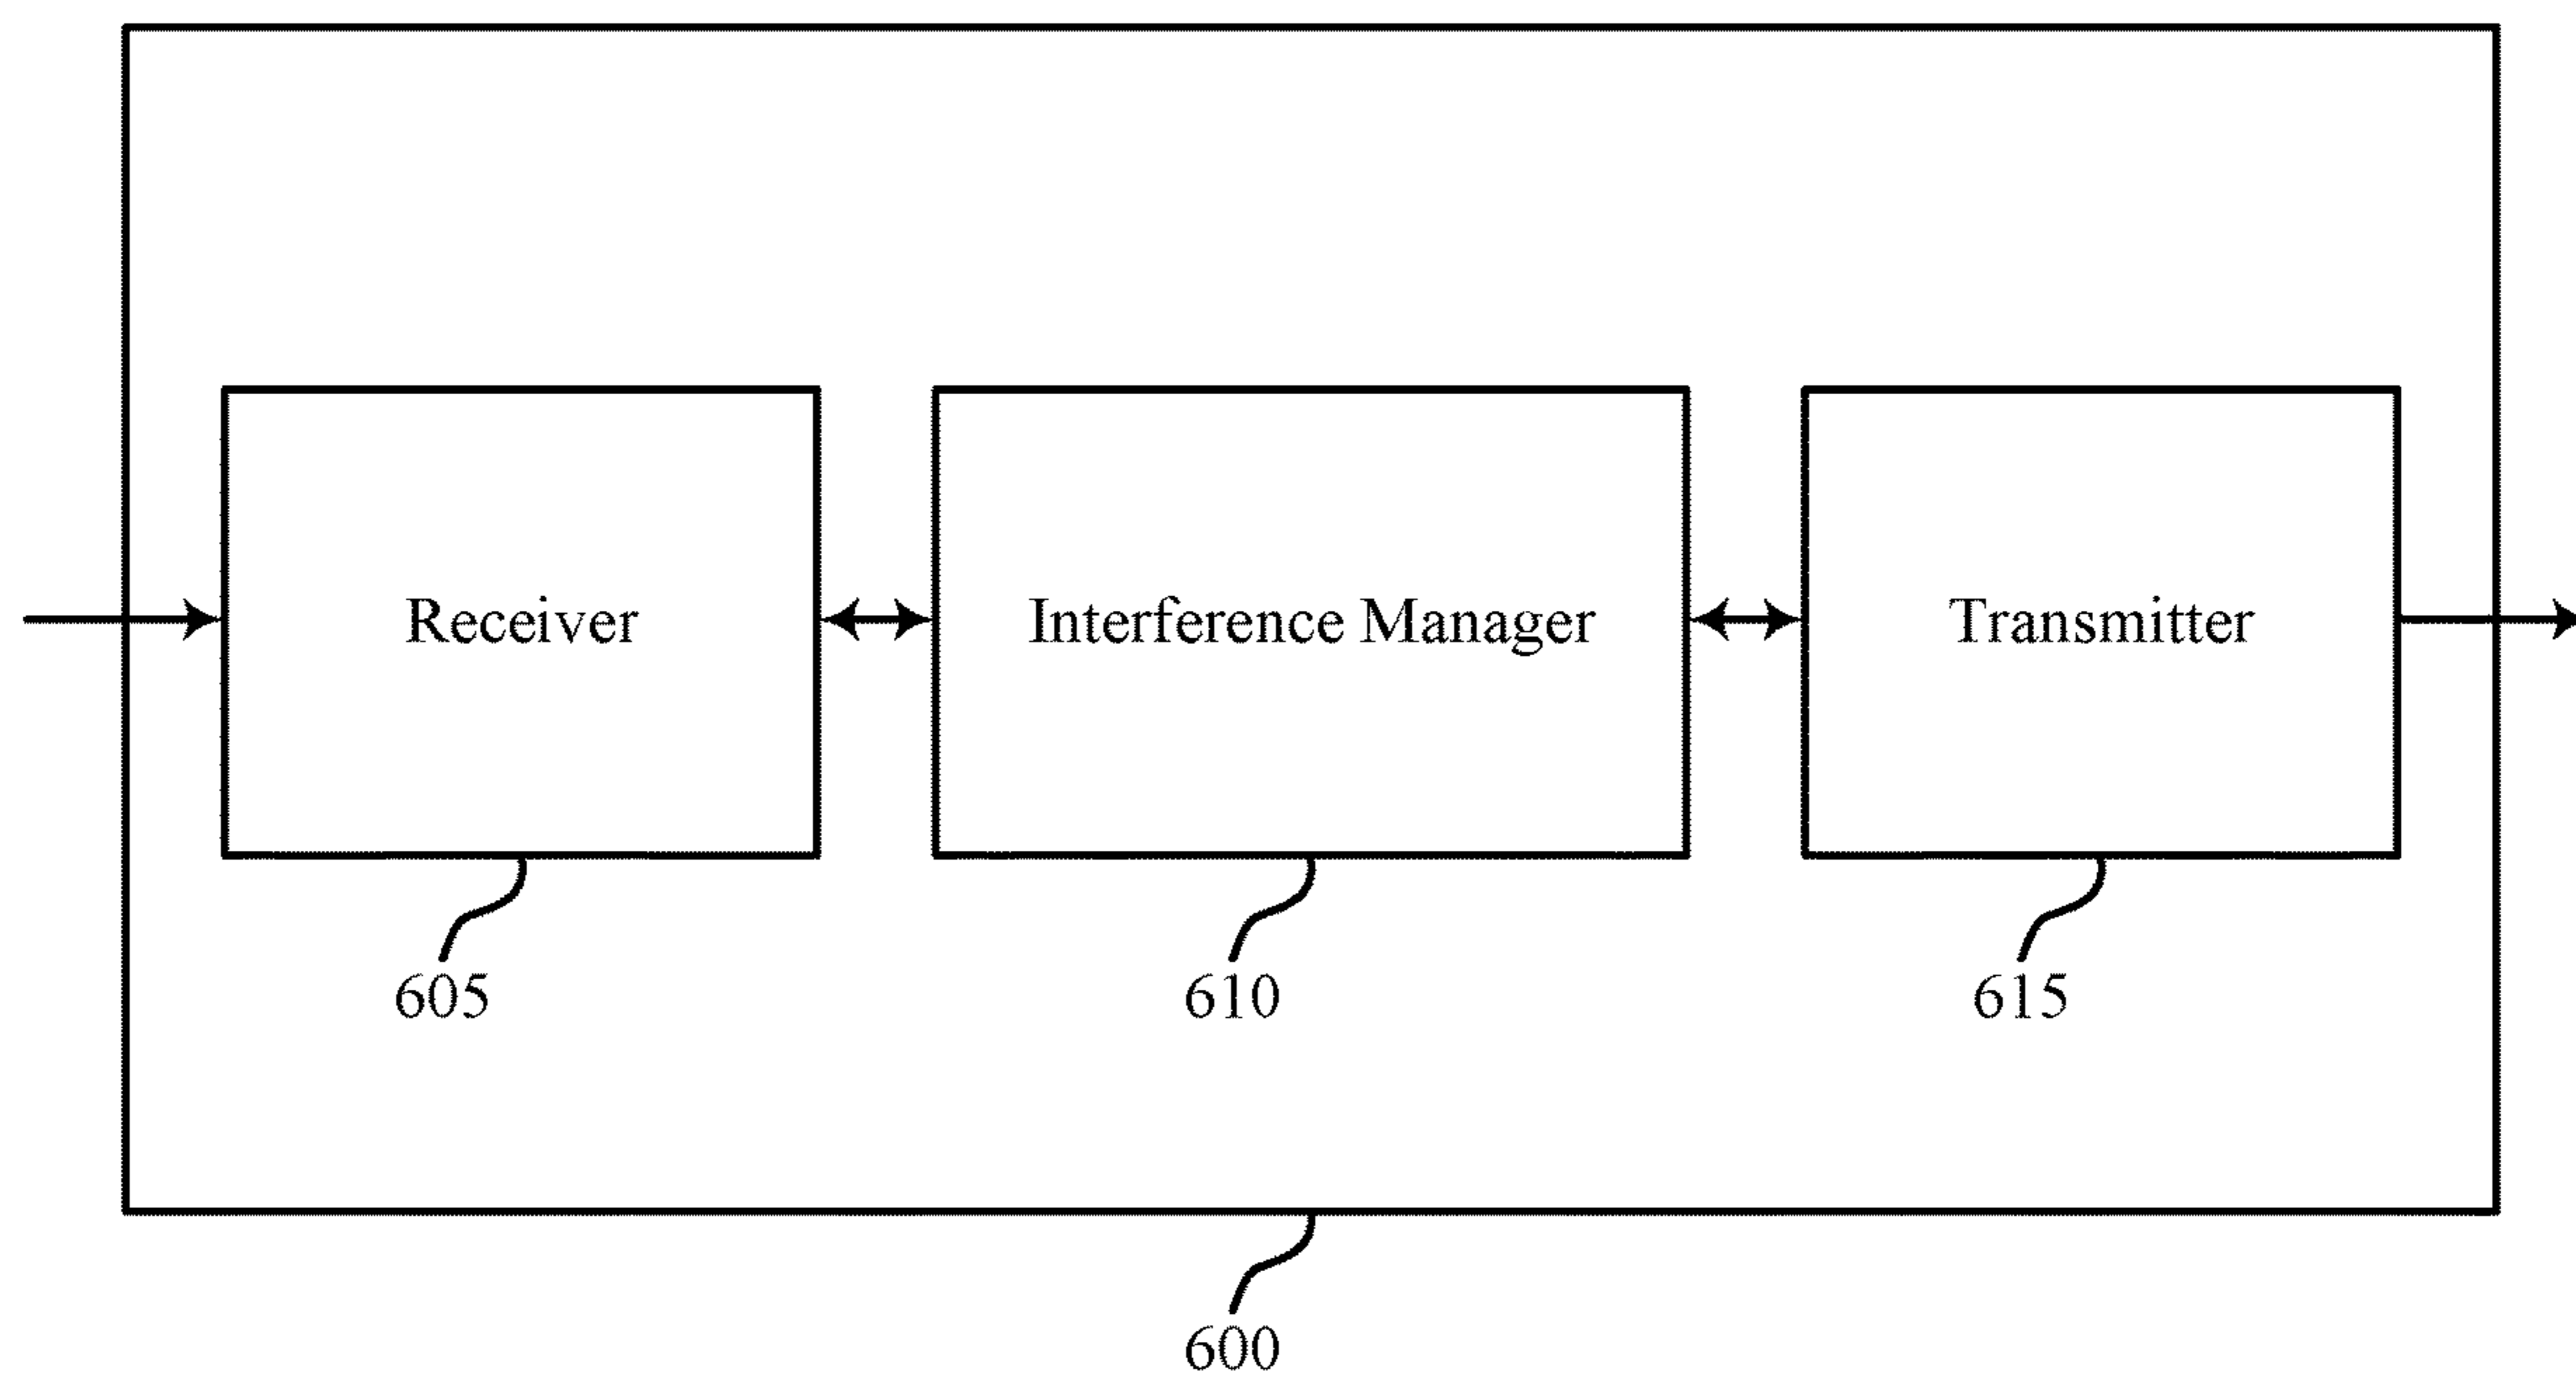 Receiver
Interference Manager
Transmitter
605
610
615
600